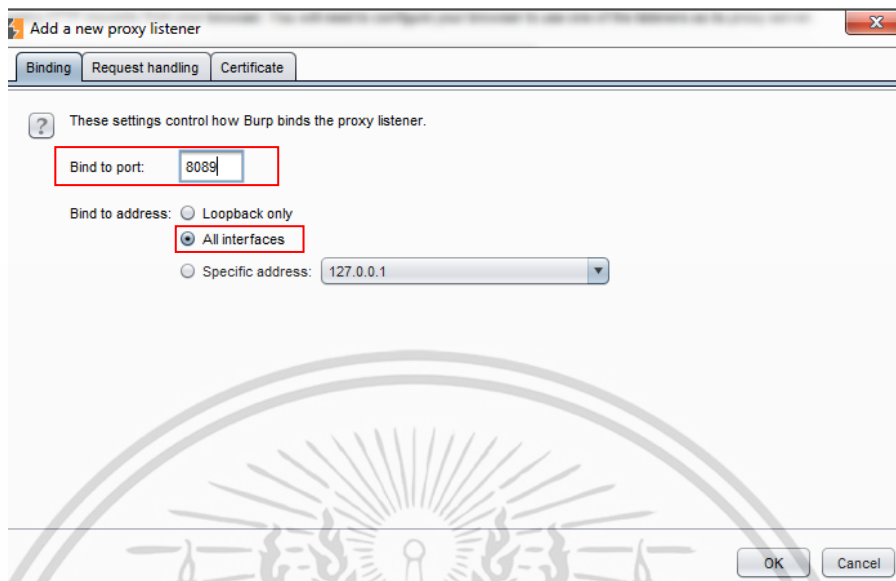 Add a new proxy listener
Binding Request handling Certificate
These settings control how Burp binds the proxy listener.
Bind to port: 8089
Bind to address: Loopback only
All interfaces
Specific address: 127.0.0.1
OK Cancel